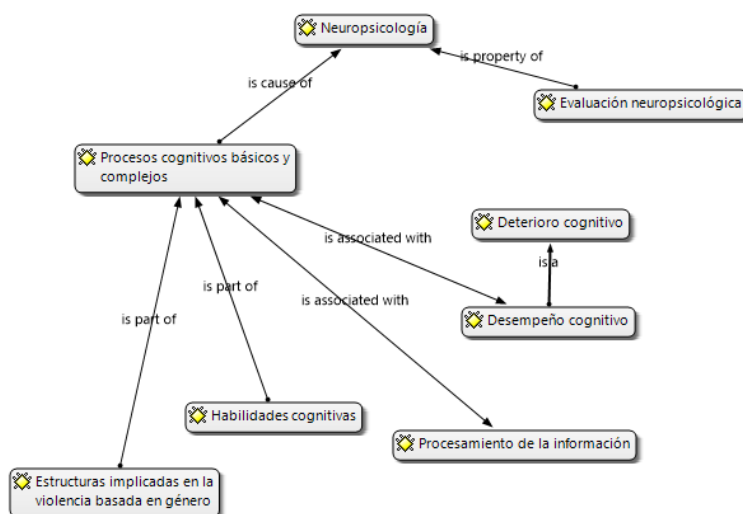 Neuropsicología
is property of
is cause of
Evaluación neuropsicológica
Procesos cognitivos básicos y
complejos
Deterioro cognitivo
is associated with
is a
is part of
is associated with
is part of
Desempeño cognitivo
Habilidades cognitivas
Procesamiento de la información
Estructuras implicadas en la
violencia basada en género